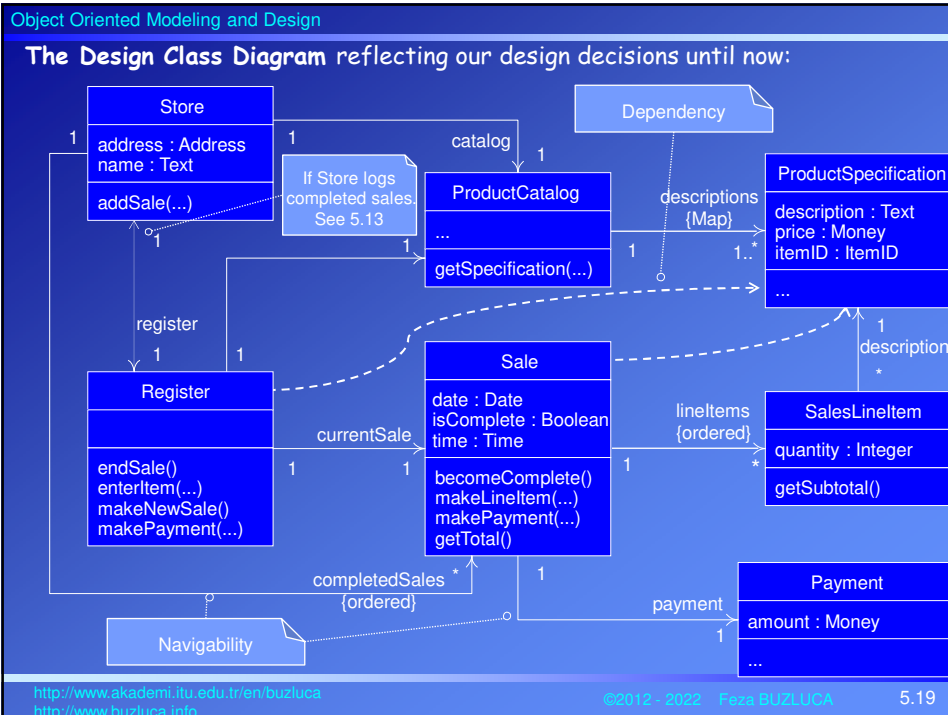 Object Oriented Modeling and Design
The Design Class Diagram reflecting our design decisions until now:
Store
address : Address
name : Text
addSale(...)
1
1
1
catalog
1
If Store logs
completed sales.
See 5.13
Dependency
ProductCatalog
...
getSpecification(...)
1
descriptions
{Map}
1
1..*
ProductSpecification
description : Text
price : Money
itemID : ItemID
...
register
1
1
Register
endSale()
enterItem(...)
makeNewSale()
makePayment(...)
currentSale
1
1
Sale
date : Date
isComplete : Boolean
time : Time
becomeComplete()
makeLineItem(...)
makePayment(...)
getTotal()
1
description
*
lineItems
{ordered}
1
*
SalesLineItem
quantity : Integer
getSubtotal()
completedSales
{ordered}
*
1
payment
1
Payment
amount : Money
...
Navigability
http://www.akademi.itu.edu.tr/en/buzluca
http://www.buzluca.info
©2012 - 2022 Feza BUZLUCA
5.19